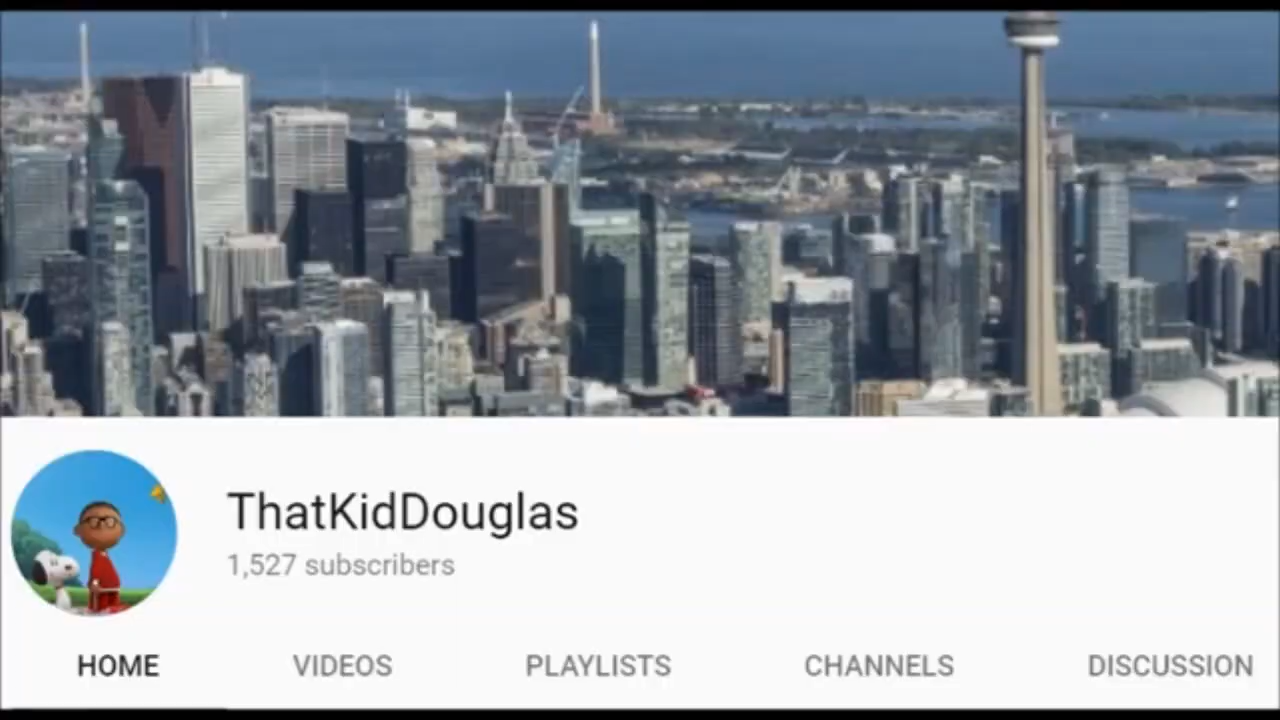 ThatKidDouglas
1,527 subscribers
HOME VIDEOS PLAYLISTS CHANNELS DISCUSSION